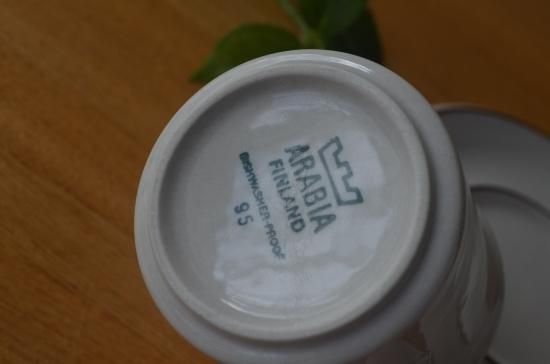 ARABIA
FINLAND
DISHWASHER-PROOF
95